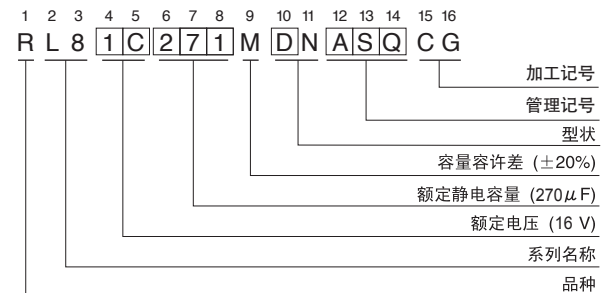 1 2 3 4 5 6 7 8 9 10 11 12 13 14 15 16
R L 8 1 C 2 7 1 M D N A S Q C G
加工记号
管理记号
型状
容量容许差 (±20%)
额定静电容量 (270μF)
额定电压 (16 V)
系列名称
品种